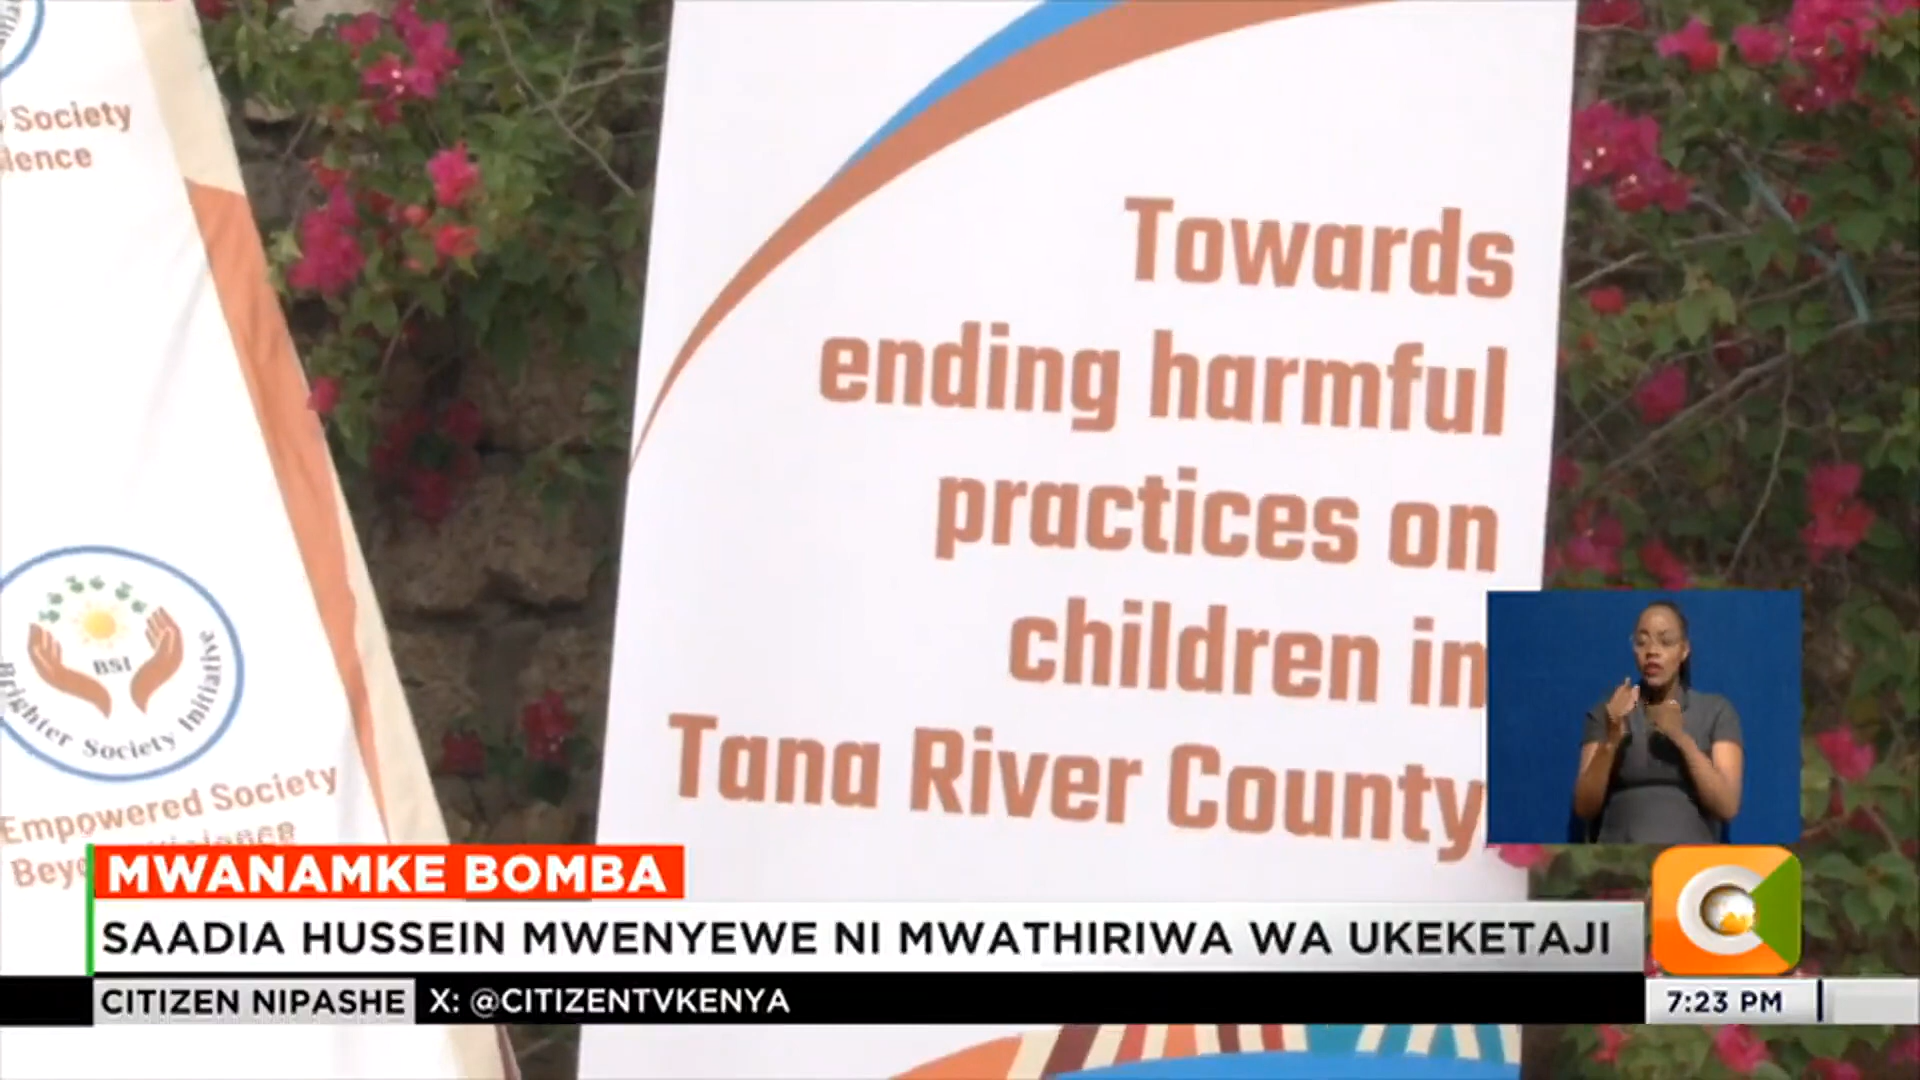 Society
Towards
ending harmful
practices on
children in
Tana River County
BSI
Brighter Society Initiative
Empowered Society
MWANAMKE BOMBA
SAADIA HUSSEIN MWENYEWE NI MWATHIRIWA WA UKEKETAJI
CITIZEN NIPASHE
X: @CITIZENTVKENYA
7:23 PM